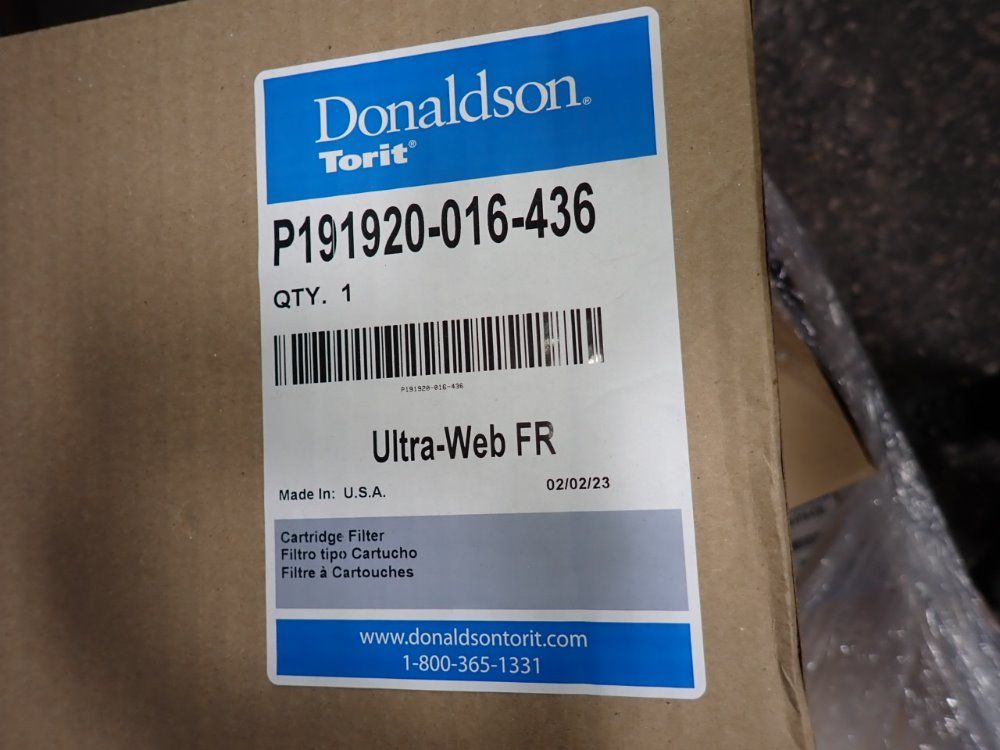 Donaldson®
Torit®
P191920-016-436
QTY. 1
P191920-016-436
Ultra-Web FR
Made In: U.S.A.
02/02/23
Cartridge Filter
Filtro tipo Cartucho
Filtre à Cartouches
www.donaldsontorit.com
1-800-365-1331